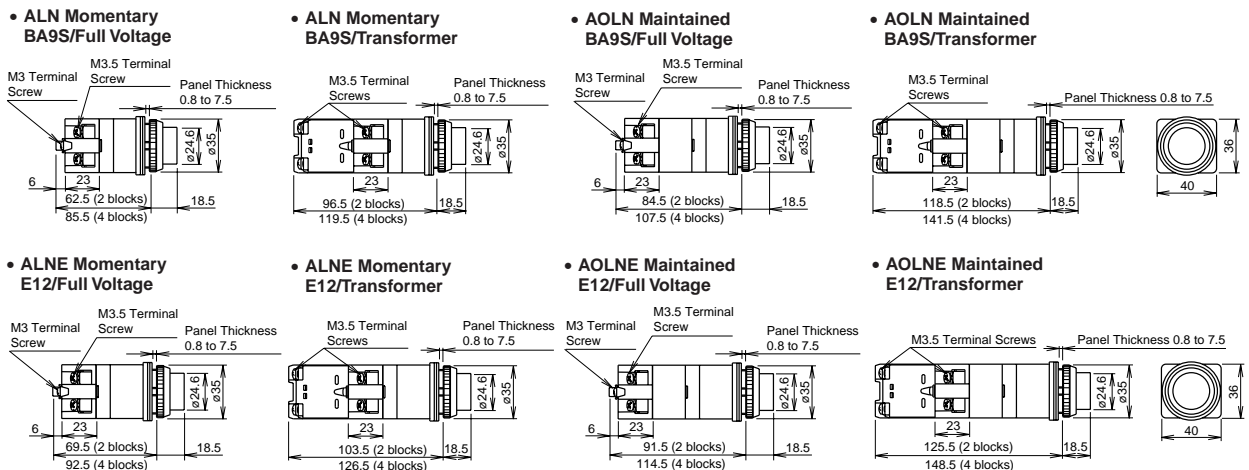 • ALN Momentary
BA9S/Full Voltage
M3 Terminal
Screw
M3.5 Terminal
Screw
Panel Thickness
0.8 to 7.5
ø24.6
ø35
6
23
62.5 (2 blocks)
85.5 (4 blocks)
18.5
• ALN Momentary
BA9S/Transformer
M3.5 Terminal
Screws
Panel Thickness
0.8 to 7.5
ø24.6
ø35
23
96.5 (2 blocks)
119.5 (4 blocks)
18.5
• AOLN Maintained
BA9S/Full Voltage
M3 Terminal
Screw
M3.5 Terminal
Screw
Panel Thickness
0.8 to 7.5
ø24.6
ø35
6
23
84.5 (2 blocks)
107.5 (4 blocks)
18.5
• AOLN Maintained
BA9S/Transformer
M3.5 Terminal
Screws
Panel Thickness 0.8 to 7.5
ø24.6
ø35
23
118.5 (2 blocks)
141.5 (4 blocks)
18.5
36
40
• ALNE Momentary
E12/Full Voltage
M3 Terminal
Screw
M3.5 Terminal
Screw
Panel Thickness
0.8 to 7.5
ø24.6
ø35
6
23
69.5 (2 blocks)
92.5 (4 blocks)
18.5
• ALNE Momentary
E12/Transformer
M3.5 Terminal
Screws
Panel Thickness
0.8 to 7.5
ø24.6
ø35
23
103.5 (2 blocks)
126.5 (4 blocks)
18.5
• AOLNE Maintained
E12/Full Voltage
M3 Terminal
Screw
M3.5 Terminal
Screw
Panel Thickness
0.8 to 7.5
ø24.6
ø35
6
23
91.5 (2 blocks)
114.5 (4 blocks)
18.5
• AOLNE Maintained
E12/Transformer
M3.5 Terminal Screws
Panel Thickness 0.8 to 7.5
ø24.6
ø35
23
125.5 (2 blocks)
148.5 (4 blocks)
18.5
36
40